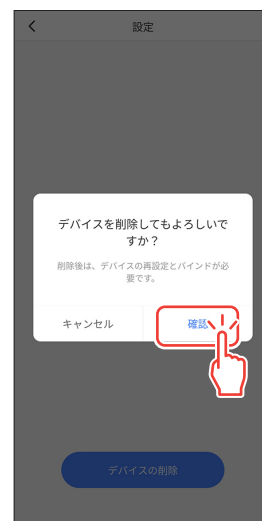 設定
デバイスを削除してもよろしいで
すか？
削除後は、デバイスの再設定とバインドが必
要です。
キャンセル
確認
デバイスの削除